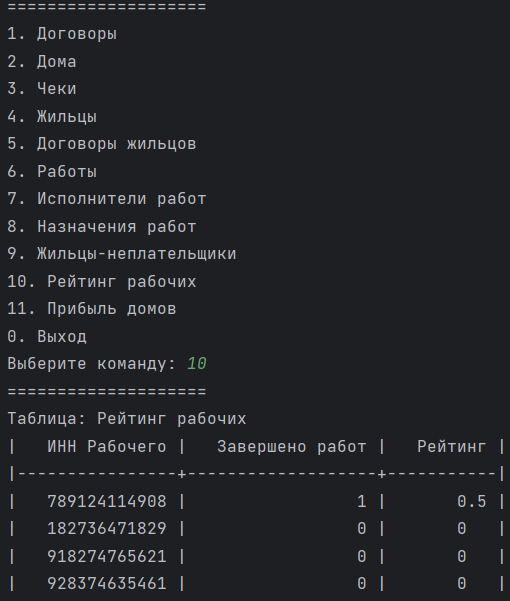 ====================
1. Договоры
2. Дома
3. Чеки
4. Жильцы
5. Договоры жильцов
6. Работы
7. Исполнители работ
8. Назначения работ
9. Жильцы-неплательщики
10. Рейтинг рабочих
11. Прибыль домов
0. Выход
Выберите команду: 10
====================
Таблица: Рейтинг рабочих
|   ИНН Рабочего |   Завершено работ |   Рейтинг |
|----------------+-------------------+-----------|
|   789124114908 |                 1 |       0.5 |
|   182736471829 |                 0 |       0   |
|   918274765621 |                 0 |       0   |
|   928374635461 |                 0 |       0   |